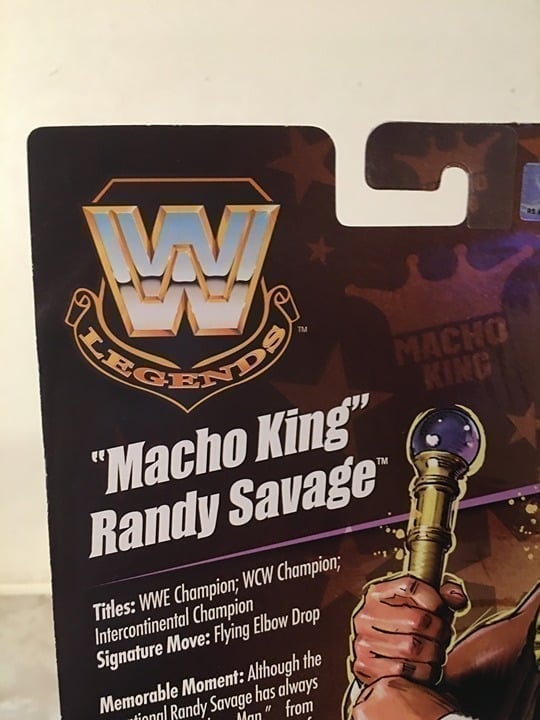 WW
LEGENDS
TM
MACHO
KING
"Macho King"
Randy Savage™
Titles: WWE Champion; WCW Champion;
Intercontinental Champion
Signature Move: Flying Elbow Drop
Memorable Moment: Although the
Randy Savage has always
Man" from